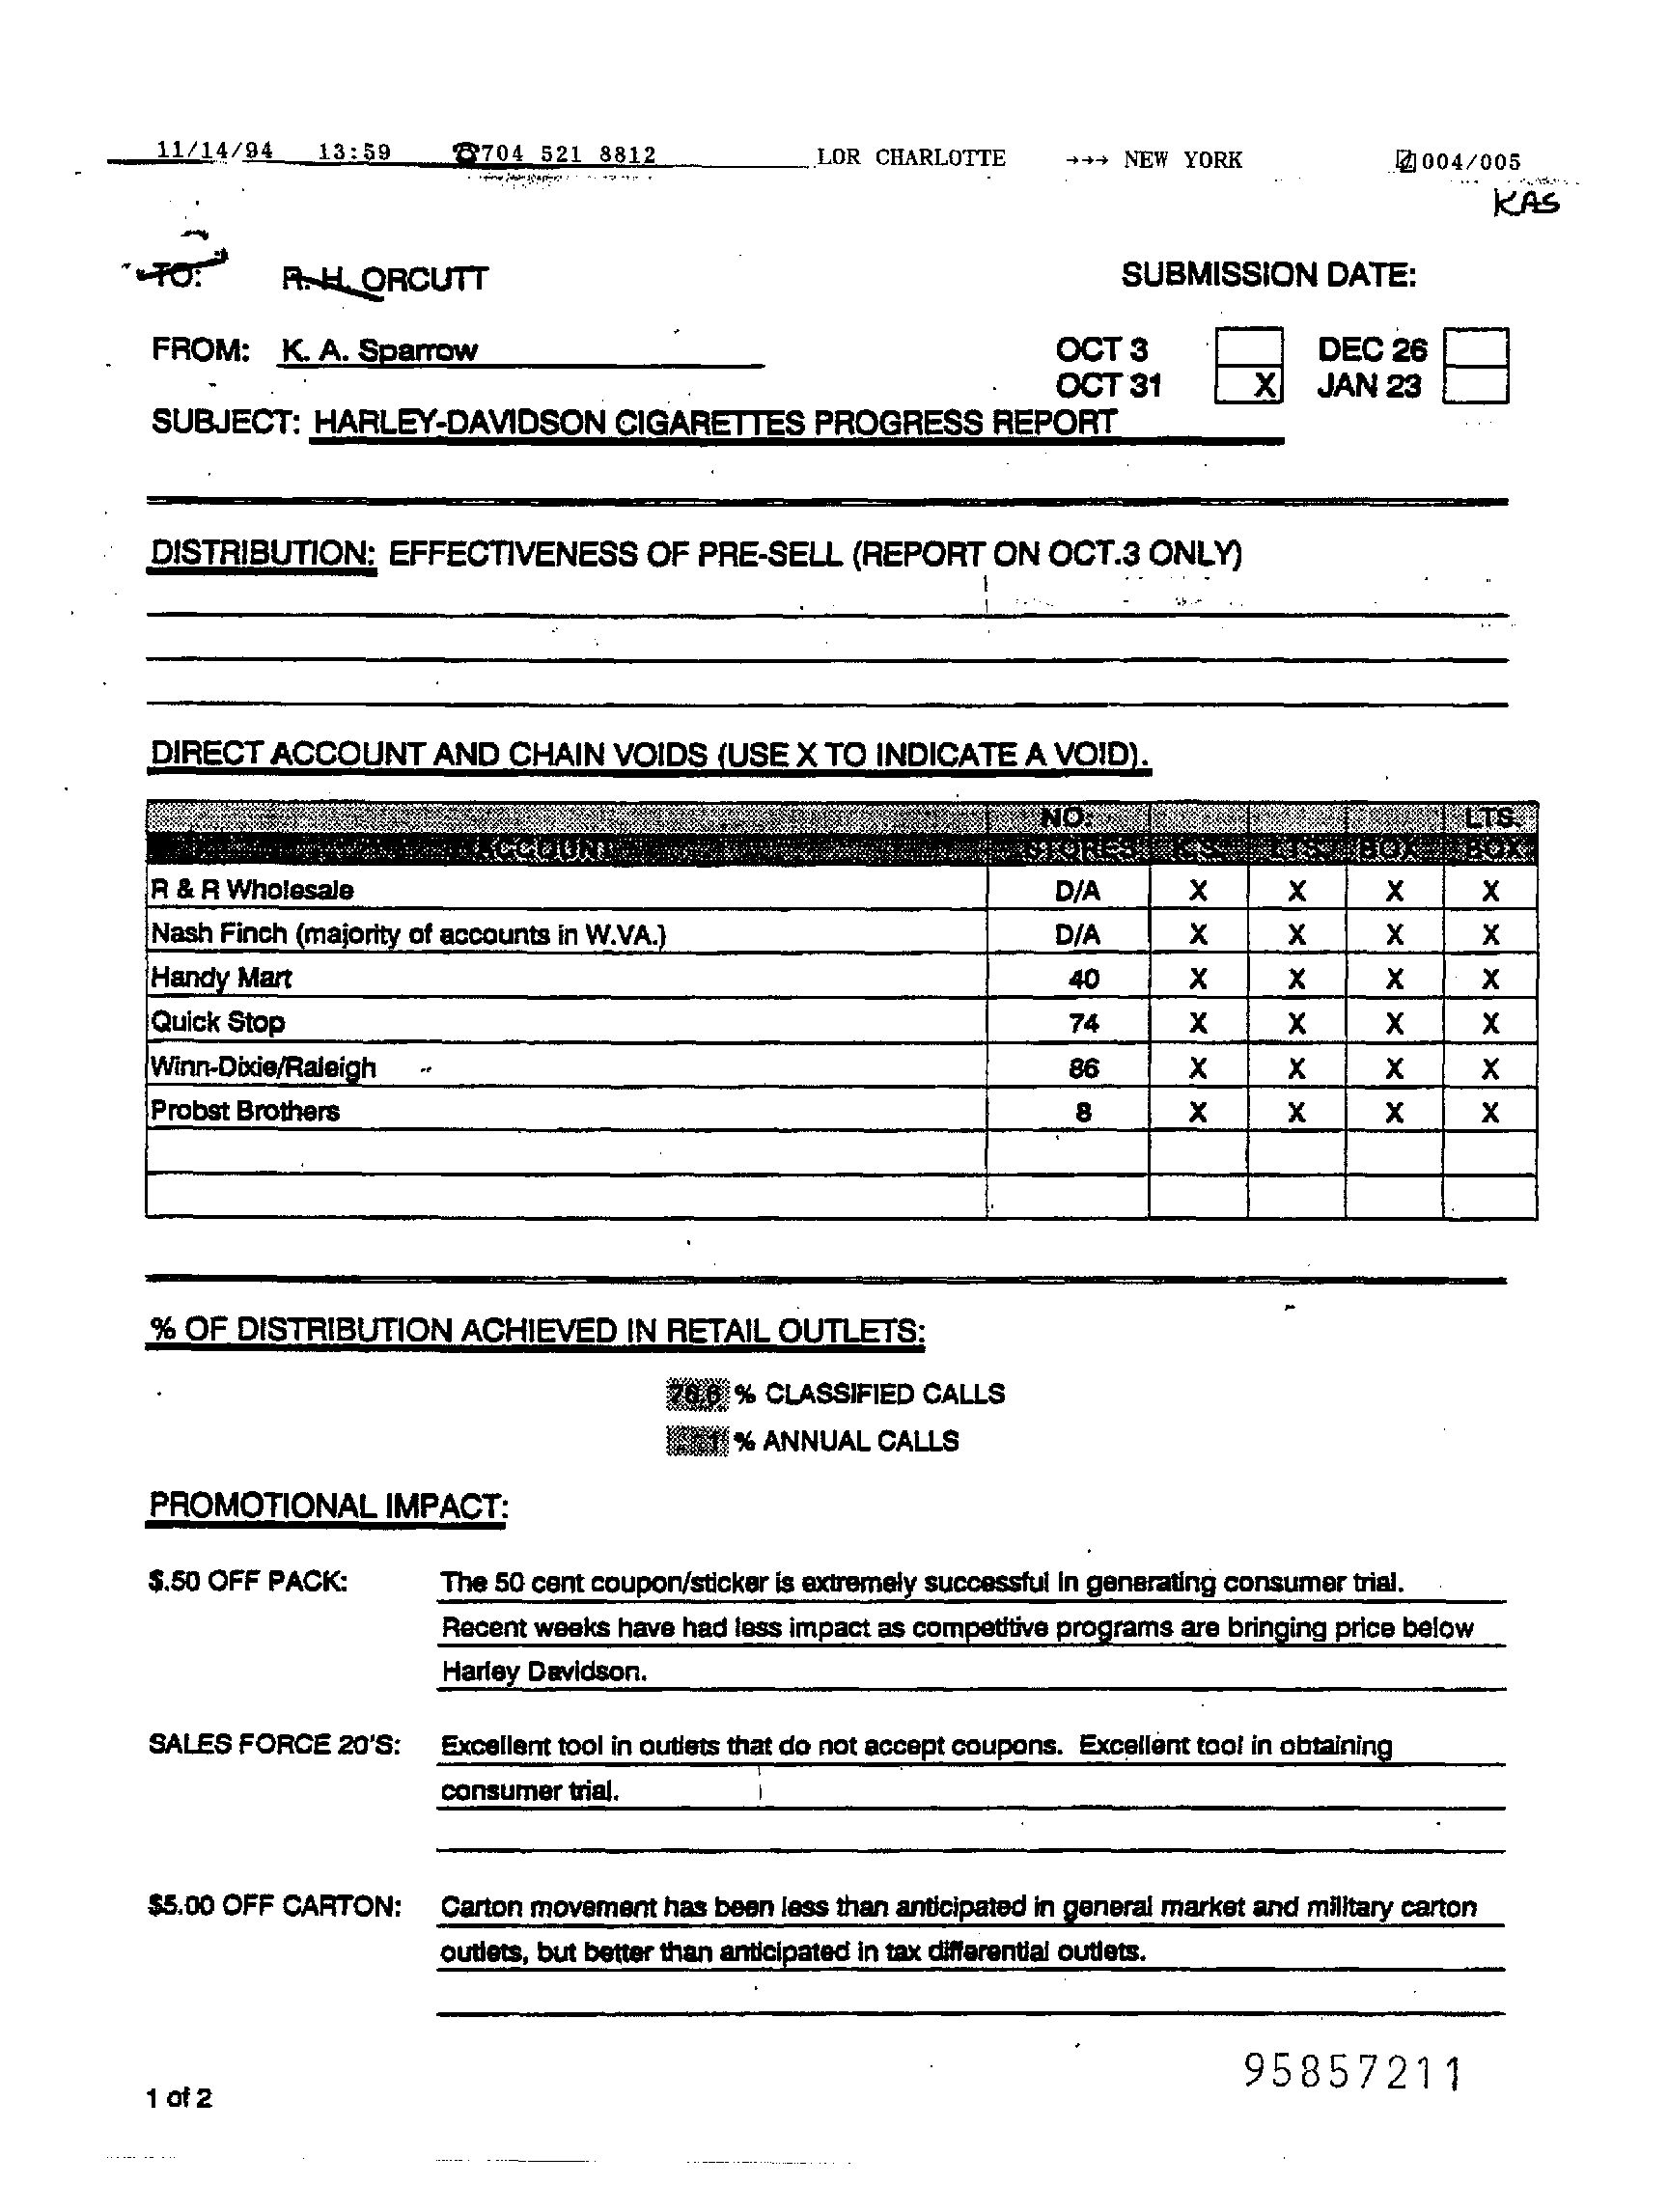 11/14/94 13:59 ☎704 521 8812 LOR CHARLOTTE →→→ NEW YORK 004/005
KAS
TO: R. H. ORCUTT SUBMISSION DATE:
FROM: K. A. Sparrow OCT 3 DEC 26
OCT 31 X JAN 23
SUBJECT: HARLEY-DAVIDSON CIGARETTES PROGRESS REPORT
DISTRIBUTION: EFFECTIVENESS OF PRE-SELL (REPORT ON OCT.3 ONLY)
DIRECT ACCOUNT AND CHAIN VOIDS (USE X TO INDICATE A VOID).
NO. LTS.
ACCOUNT STORES K.S. LTS. BOX BOX
R & R Wholesale D/A X X X X
Nash Finch (majority of accounts in W.VA.) D/A X X X X
Handy Mart 40 X X X X
Quick Stop 74 X X X X
Winn-Dixie/Raleigh 86 X X X X
Probst Brothers 8 X X X X
% OF DISTRIBUTION ACHIEVED IN RETAIL OUTLETS:
% CLASSIFIED CALLS
% ANNUAL CALLS
PROMOTIONAL IMPACT:
$.50 OFF PACK: The 50 cent coupon/sticker is extremely successful in generating consumer trial.
Recent weeks have had less impact as competitive programs are bringing price below
Harley Davidson.
SALES FORCE 20'S: Excellent tool in outlets that do not accept coupons. Excellent tool in obtaining
consumer trial.
$5.00 OFF CARTON: Carton movement has been less than anticipated in general market and military carton
outlets, but better than anticipated in tax differential outlets.
95857211
1 of 2